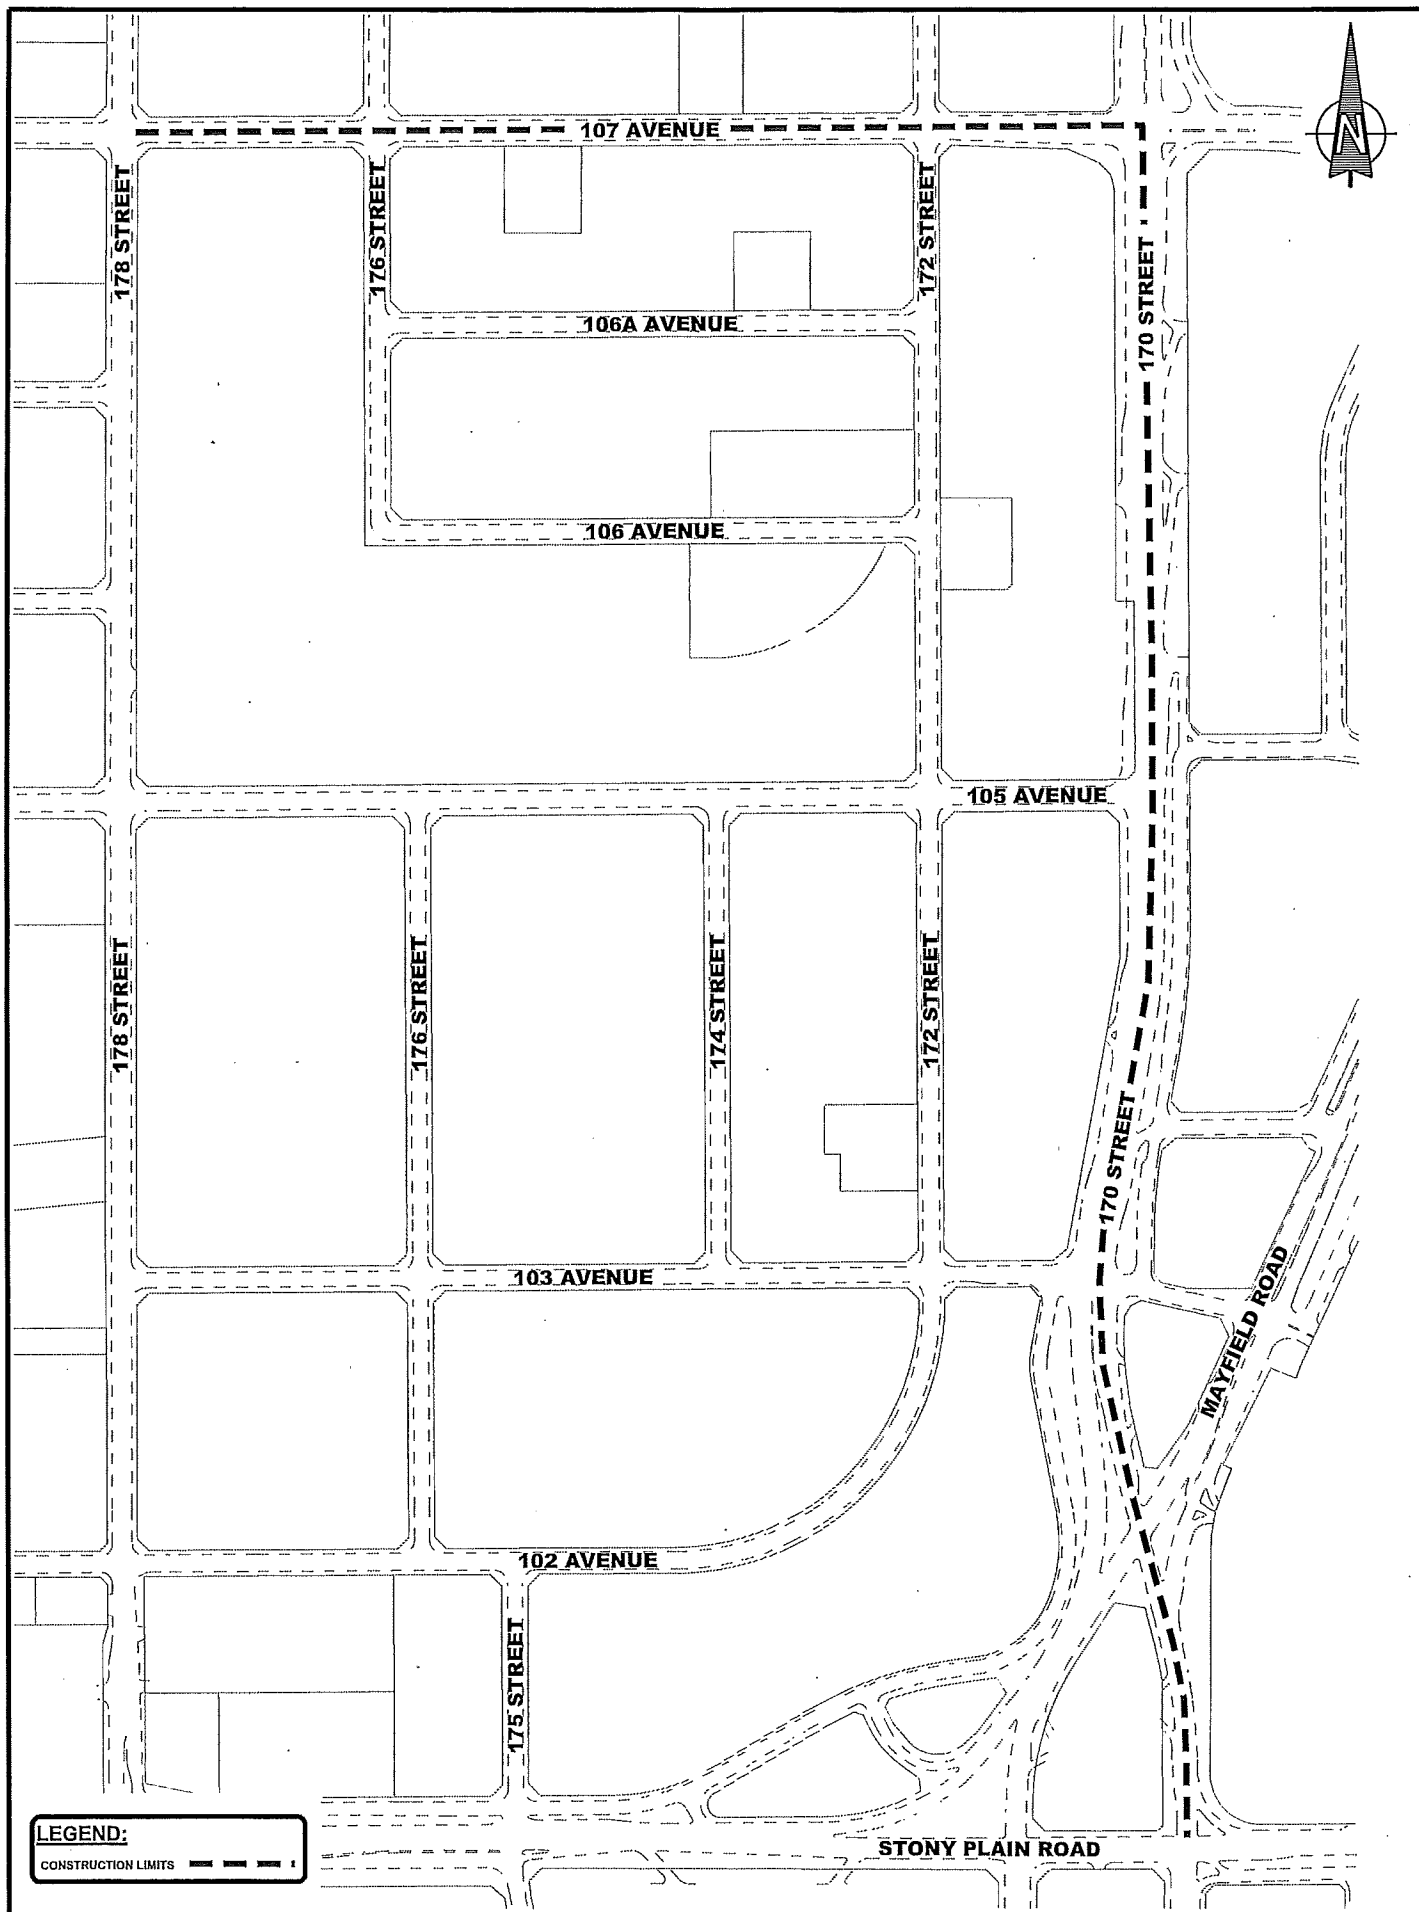 107 AVENUE
N
178 STREET
176 STREET
172 STREET
170 STREET
106A AVENUE
106 AVENUE
105 AVENUE
178 STREET
176 STREET
174 STREET
172 STREET
170 STREET
103 AVENUE
MAYFIELD ROAD
102 AVENUE
175 STREET
STONY PLAIN ROAD
LEGEND:
CONSTRUCTION LIMITS